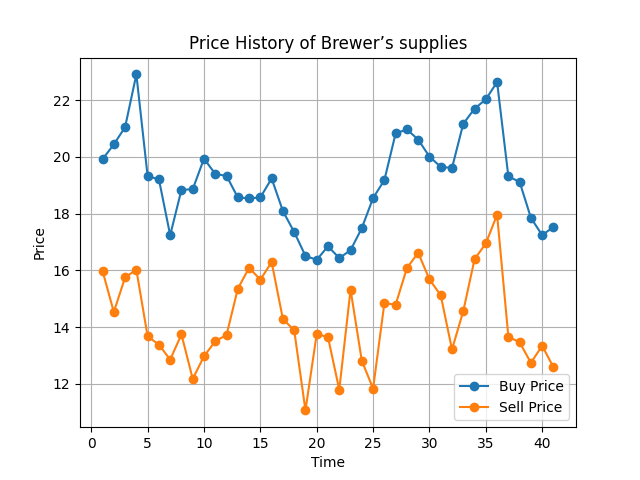 Price History of Brewer’s supplies
Price
22
20
18
16
14
12
0 5 10 15 20 25 30 35 40
Time
Buy Price
Sell Price